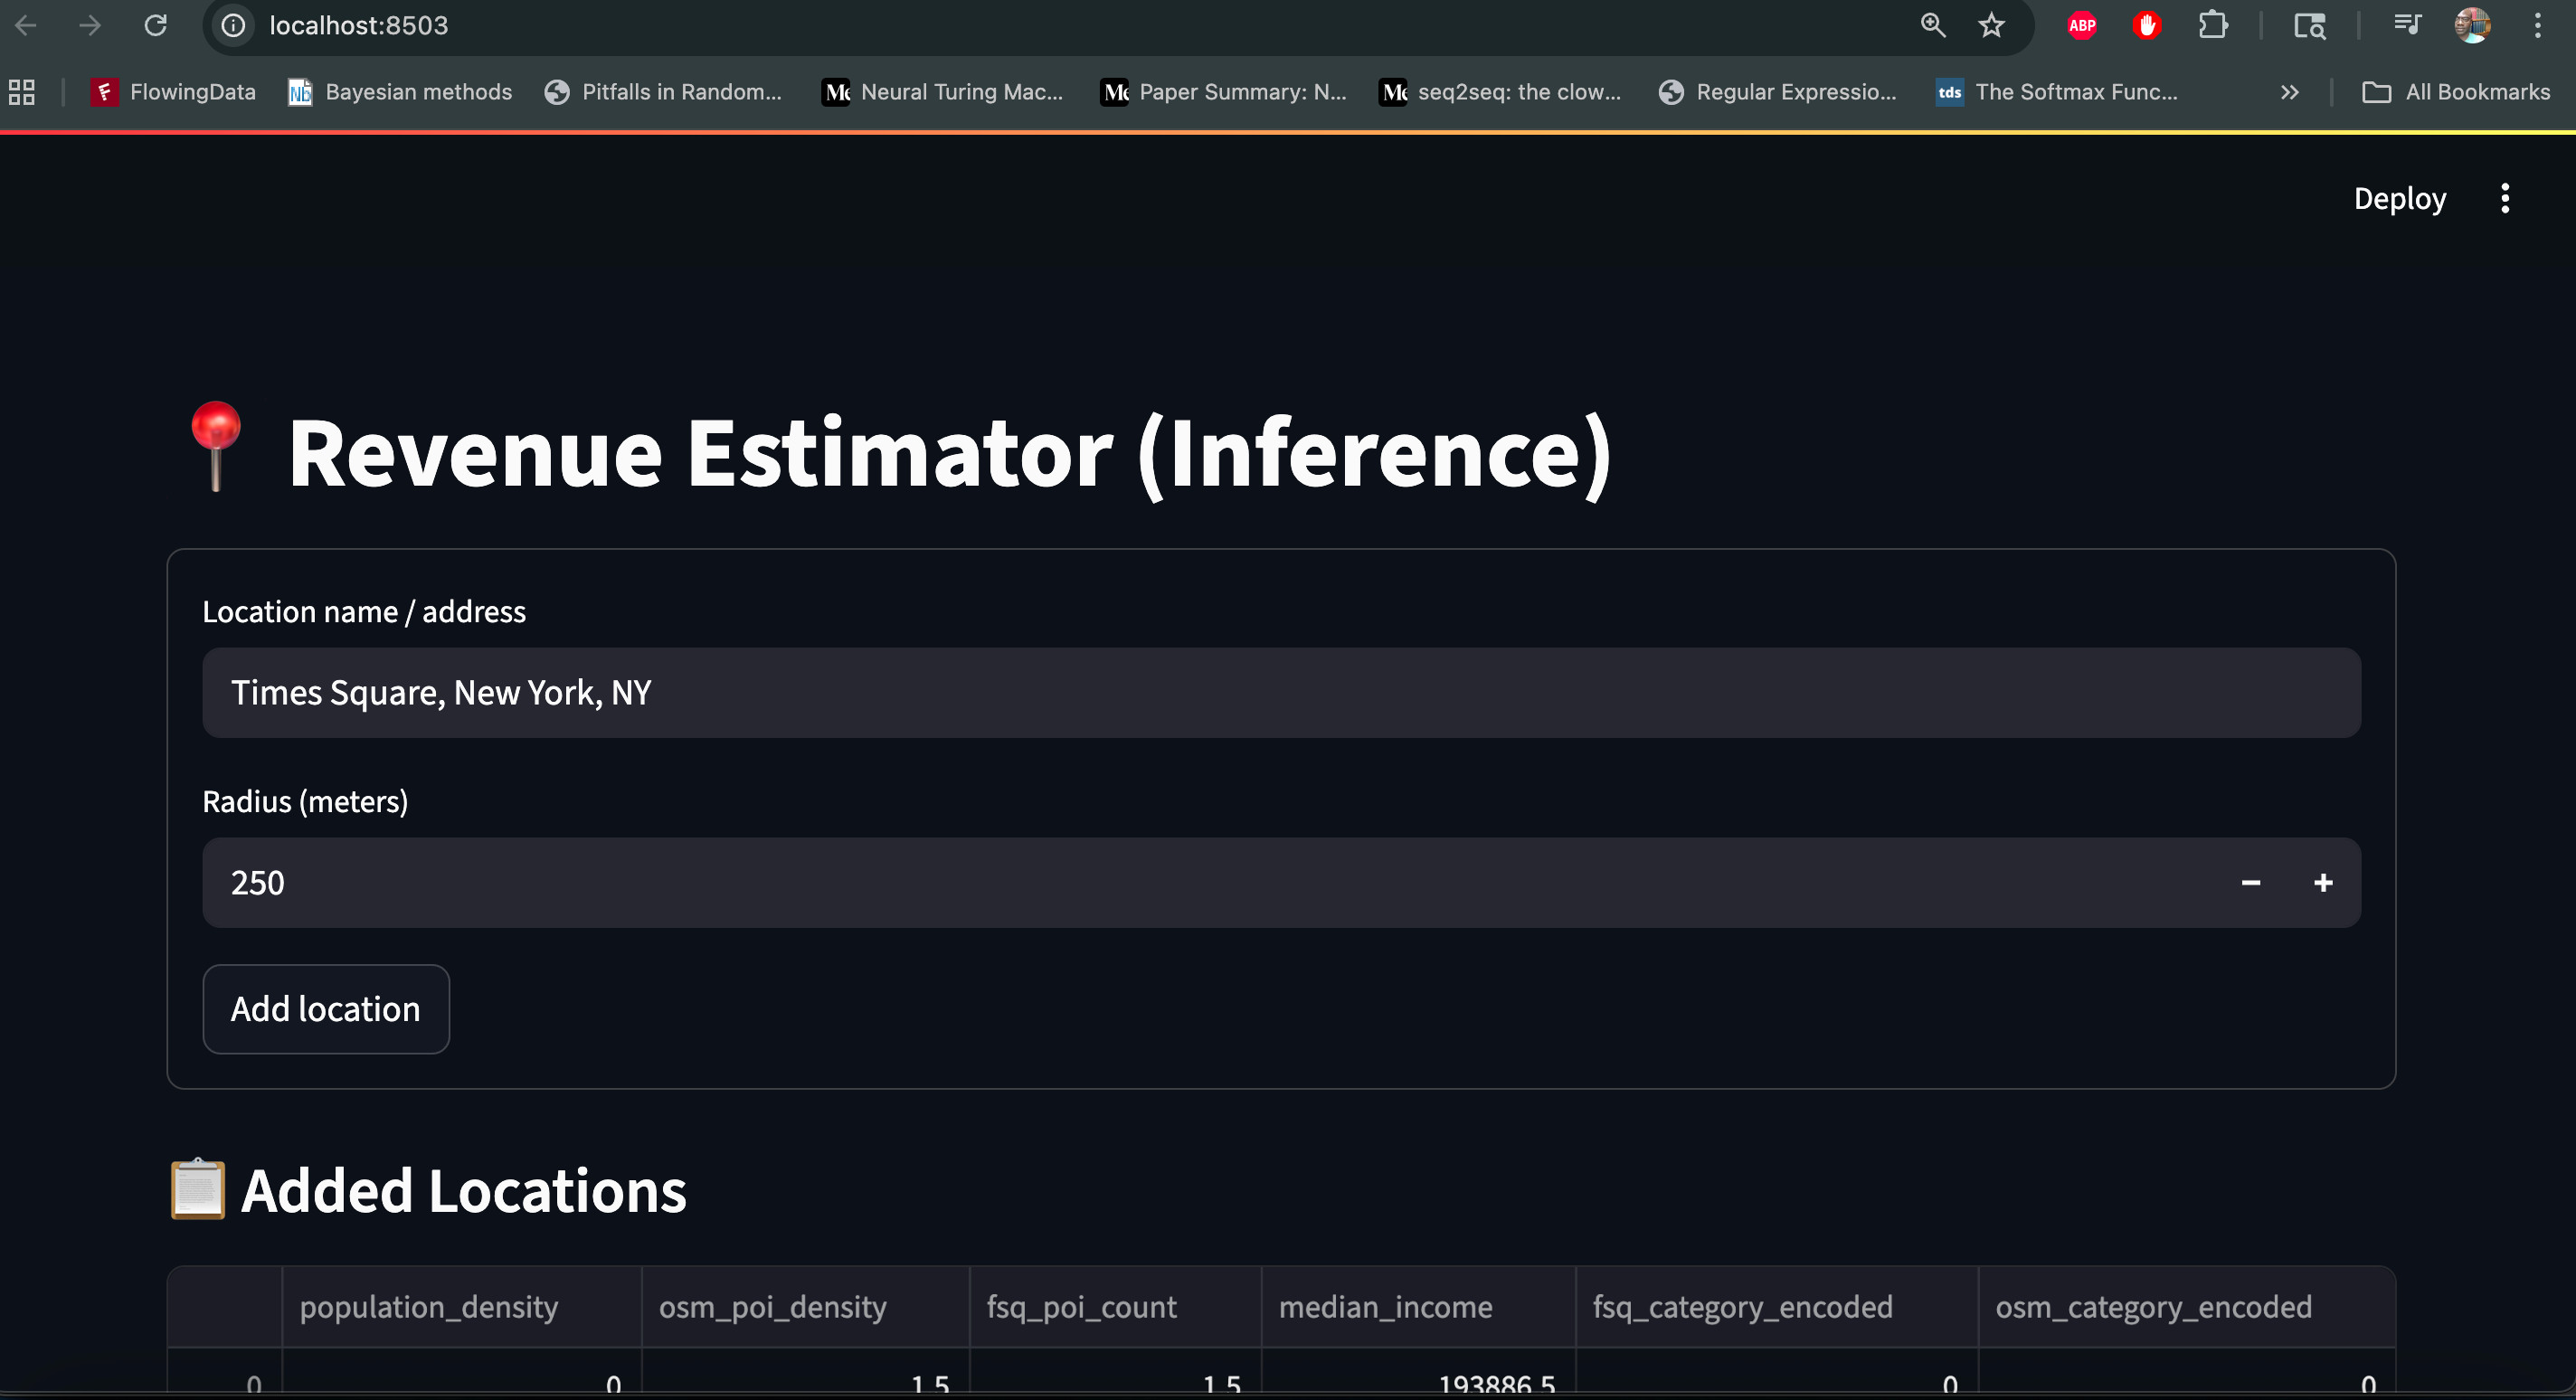 localhost:8503
ABP
FlowingData
Nb Bayesian methods
Pitfalls in Random...
Neural Turing Mac...
Paper Summary: N...
seq2seq: the clow...
Regular Expressio...
tds The Softmax Func...
All Bookmarks
Deploy
Revenue Estimator (Inference)
Location name / address
Times Square, New York, NY
Radius (meters)
250
Add location
Added Locations
population_density osm_poi_density fsq_poi_count median_income fsq_category_encoded osm_category_encoded
0 0 1.5 1.5 193886.5 0 0